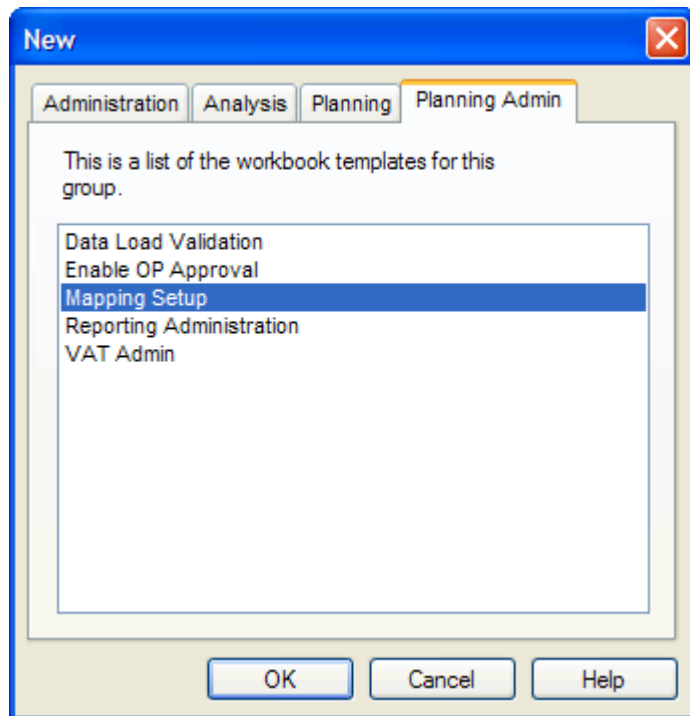 New
Administration Analysis Planning Planning Admin
This is a list of the workbook templates for this
group.
Data Load Validation
Enable OP Approval
Mapping Setup
Reporting Administration
VAT Admin
OK Cancel Help